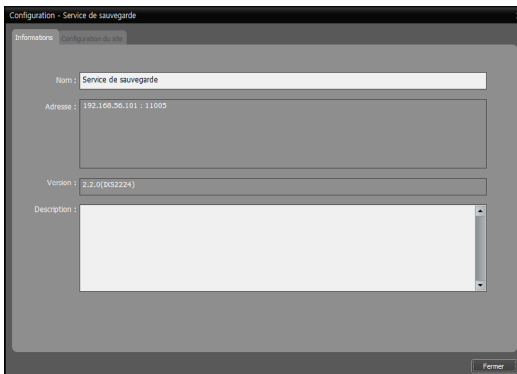 Configuration - Service de sauvegarde
Informations Configuration du site
Nom : Service de sauvegarde
Adresse : 192.168.56.101 : 11005
Version : 2.2.0(IXS2224)
Description :
Fermer